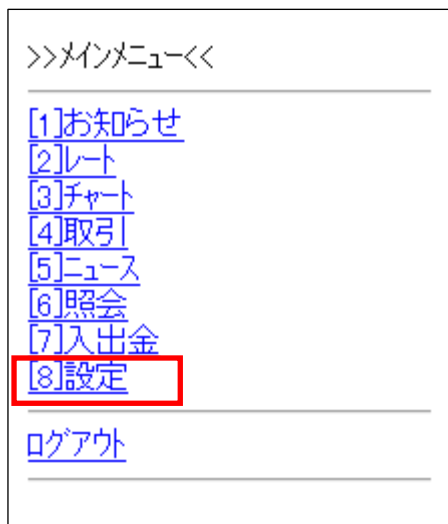 >>メインメニュー<<
[1]お知らせ
[2]レート
[3]チャート
[4]取引
[5]ニュース
[6]照会
[7]入出金
[8]設定
ログアウト